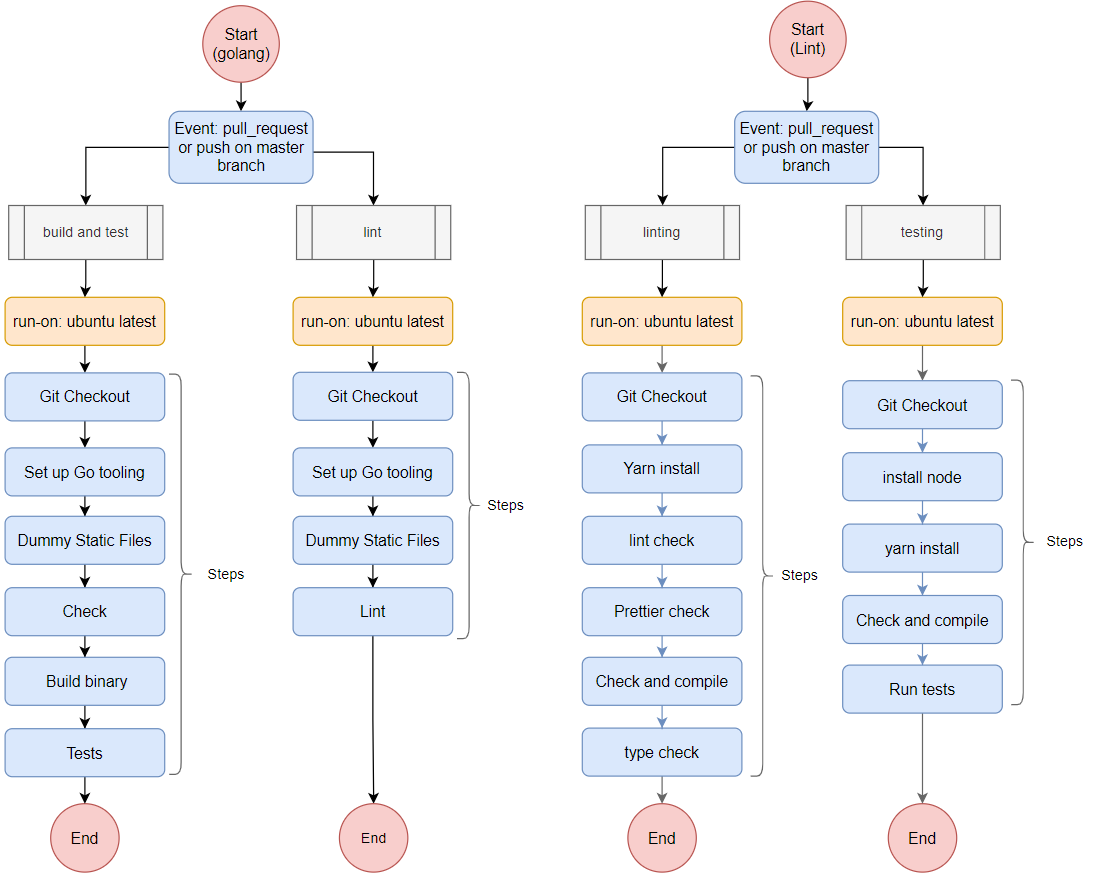 Start
(golang)
Event: pull_request
or push on master
branch
build and test
run-on: ubuntu latest
Git Checkout
Set up Go tooling
Dummy Static Files
Check
Build binary
Tests
Steps
End
lint
run-on: ubuntu latest
Git Checkout
Set up Go tooling
Dummy Static Files
Lint
Steps
End
Start
(Lint)
Event: pull_request
or push on master
branch
linting
run-on: ubuntu latest
Git Checkout
Yarn install
lint check
Prettier check
Check and compile
type check
Steps
End
testing
run-on: ubuntu latest
Git Checkout
install node
yarn install
Check and compile
Run tests
Steps
End